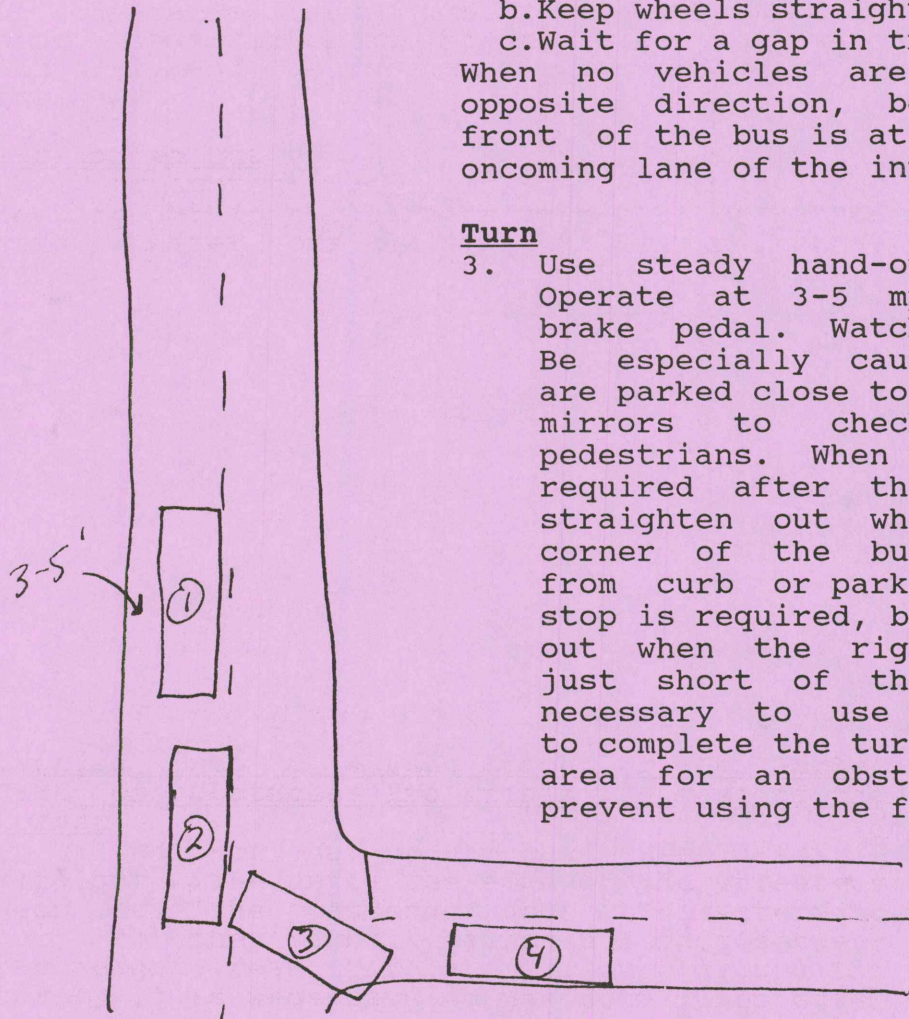 b.Keep wheels straigh
c.Wait for a gap in t
When no vehicles are
opposite direction, b
front of the bus is at
oncoming lane of the in
Turn
3. Use steady hand-o
Operate at 3-5 m
brake pedal. Watc
Be especially cau
are parked close to
mirrors to chec
pedestrians. When
required after th
straighten out wh
corner of the bu
from curb or park
stop is required, b
out when the rig
just short of th
necessary to use
to complete the tur
area for an obst
prevent using the f
3-5'
1
2
3
4